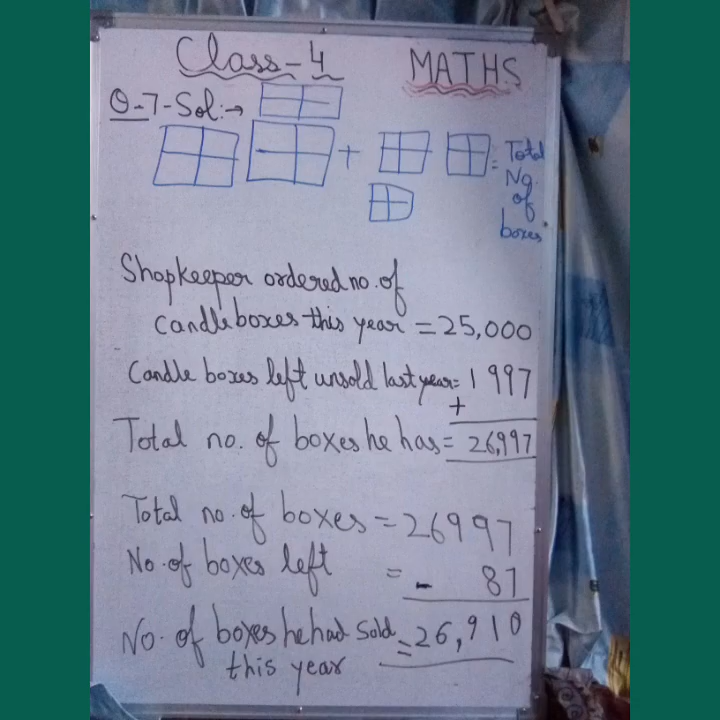 Class-4
MATHS
Q-7-Sol:→
+ = Total
No.
of
boxes
Shopkeeper ordered no. of
candle boxes this year = 25,000
Candle boxes left unsold last year = 1 997
+
Total no. of boxes he has = 26,997
Total no. of boxes = 26997
No. of boxes left = - 87
No. of boxes he had sold = 26,910
this year